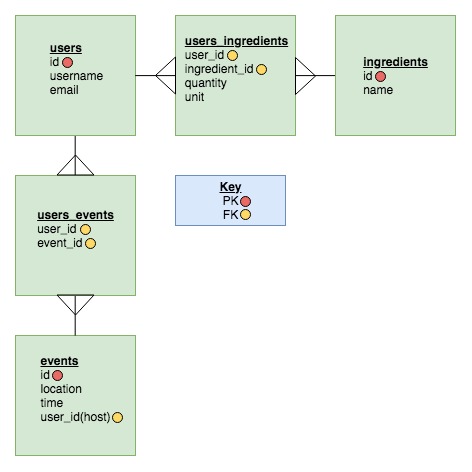 users
id
username
email
users_ingredients
user_id
ingredient_id
quantity
unit
ingredients
id
name
users_events
user_id
event_id
Key
PK
FK
events
id
location
time
user_id(host)